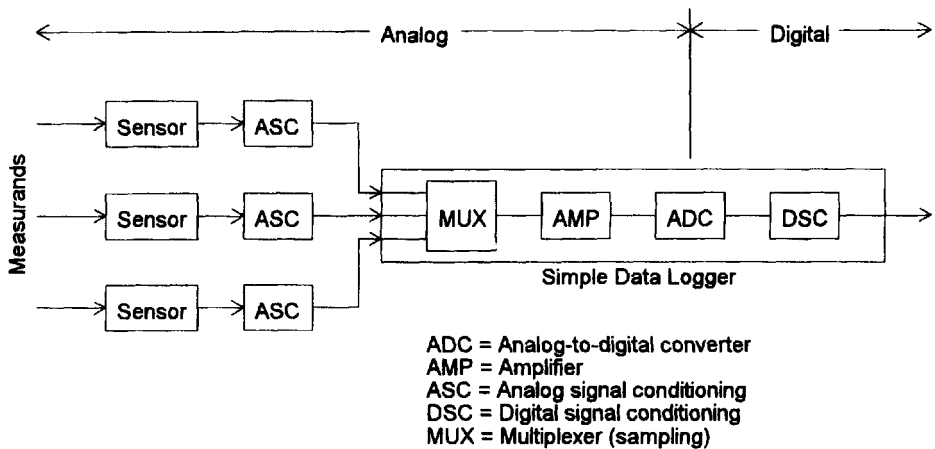 Analog
Digital
Measurands
Sensor
ASC
Sensor
ASC
Sensor
ASC
MUX
AMP
ADC
DSC
Simple Data Logger
ADC = Analog-to-digital converter
AMP = Amplifier
ASC = Analog signal conditioning
DSC = Digital signal conditioning
MUX = Multiplexer (sampling)